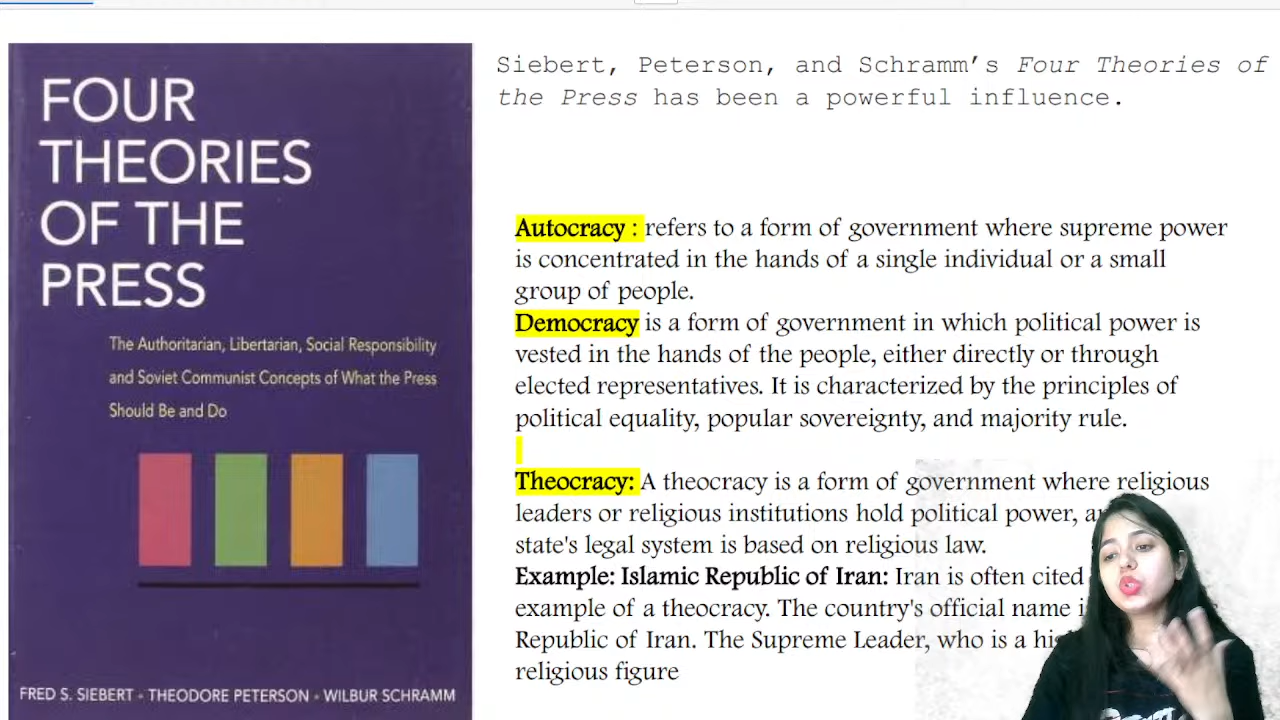 FOUR
THEORIES
OF THE
PRESS
The Authoritarian, Libertarian, Social Responsibility
and Soviet Communist Concepts of What the Press
Should Be and Do
FRED S. SIEBERT • THEODORE PETERSON • WILBUR SCHRAMM
Siebert, Peterson, and Schramm’s Four Theories of
the Press has been a powerful influence.
Autocracy : refers to a form of government where supreme power
is concentrated in the hands of a single individual or a small
group of people.
Democracy is a form of government in which political power is
vested in the hands of the people, either directly or through
elected representatives. It is characterized by the principles of
political equality, popular sovereignty, and majority rule.
Theocracy: A theocracy is a form of government where religious
leaders or religious institutions hold political power,
state's legal system is based on religious law.
Example: Islamic Republic of Iran: Iran is often cited
example of a theocracy. The country's official name
Republic of Iran. The Supreme Leader, who is a
religious figure